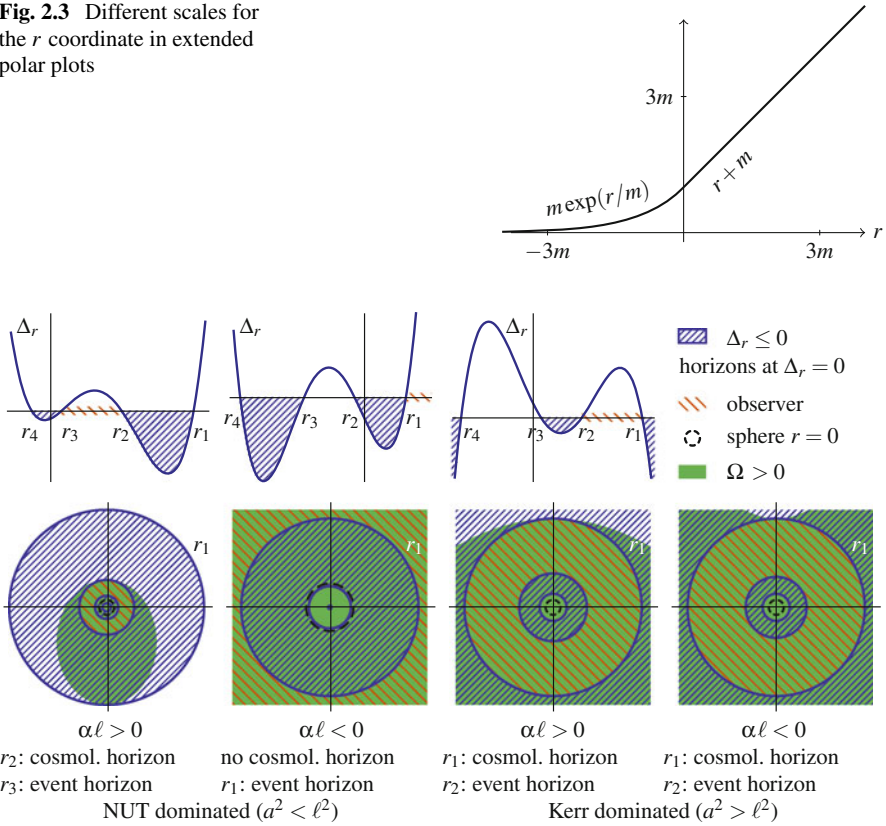 Fig. 2.3 Different scales for
the r coordinate in extended
polar plots
3m
m exp(r/m)
r + m
−3m
3m
r
Δr
r4
r3
r2
r1
Δr
r4
r3
r2
r1
Δr
r4
r3
r2
r1
Δr ≤ 0
horizons at Δr = 0
observer
sphere r = 0
Ω > 0
r1
r1
r1
r1
αℓ > 0
r2: cosmol. horizon
r3: event horizon
αℓ < 0
no cosmol. horizon
r1: event horizon
αℓ > 0
r1: cosmol. horizon
r2: event horizon
αℓ < 0
r1: cosmol. horizon
r2: event horizon
NUT dominated (a² < ℓ²)
Kerr dominated (a² > ℓ²)